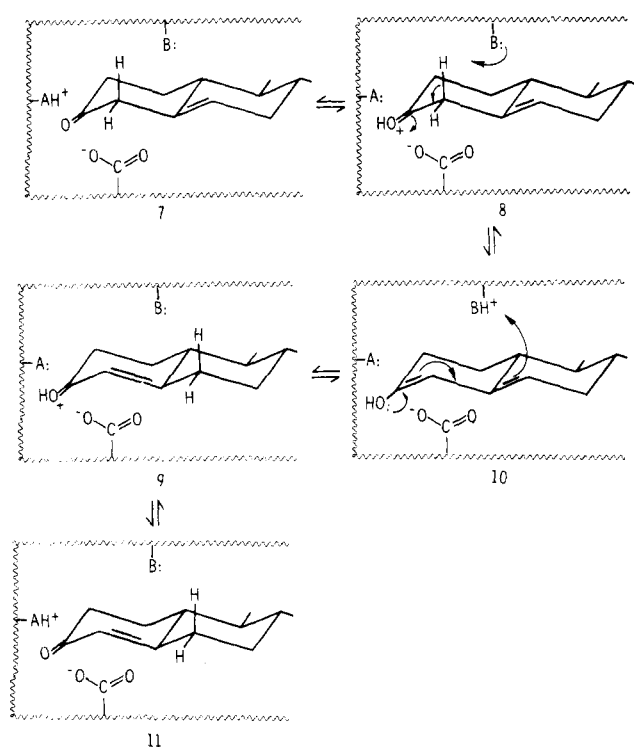 B: H AH+ O H -O C O
7
B: H A: HO + H -O C O
8
B: H A: HO + H -O C O
9
BH+ A: HO: -O C O
10
B: H AH+ O H -O C O
11